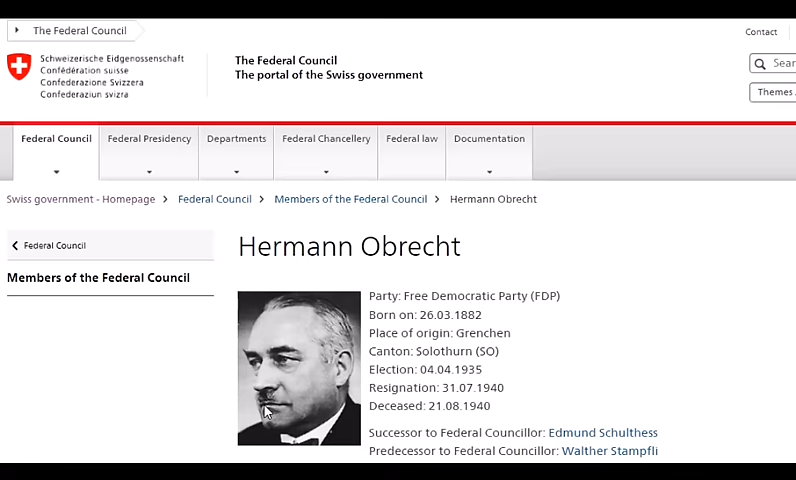 The Federal Council
Contact
Schweizerische Eidgenossenschaft
Confédération suisse
Confederazione Svizzera
Confederaziun svizra
The Federal Council
The portal of the Swiss government
Sear
Themes
Federal Council
Federal Presidency
Departments
Federal Chancellery
Federal law
Documentation
Swiss government - Homepage
Federal Council
Members of the Federal Council
Hermann Obrecht
Federal Council
Members of the Federal Council
Hermann Obrecht
Party: Free Democratic Party (FDP)
Born on: 26.03.1882
Place of origin: Grenchen
Canton: Solothurn (SO)
Election: 04.04.1935
Resignation: 31.07.1940
Deceased: 21.08.1940
Successor to Federal Councillor: Edmund Schulthess
Predecessor to Federal Councillor: Walther Stampfli